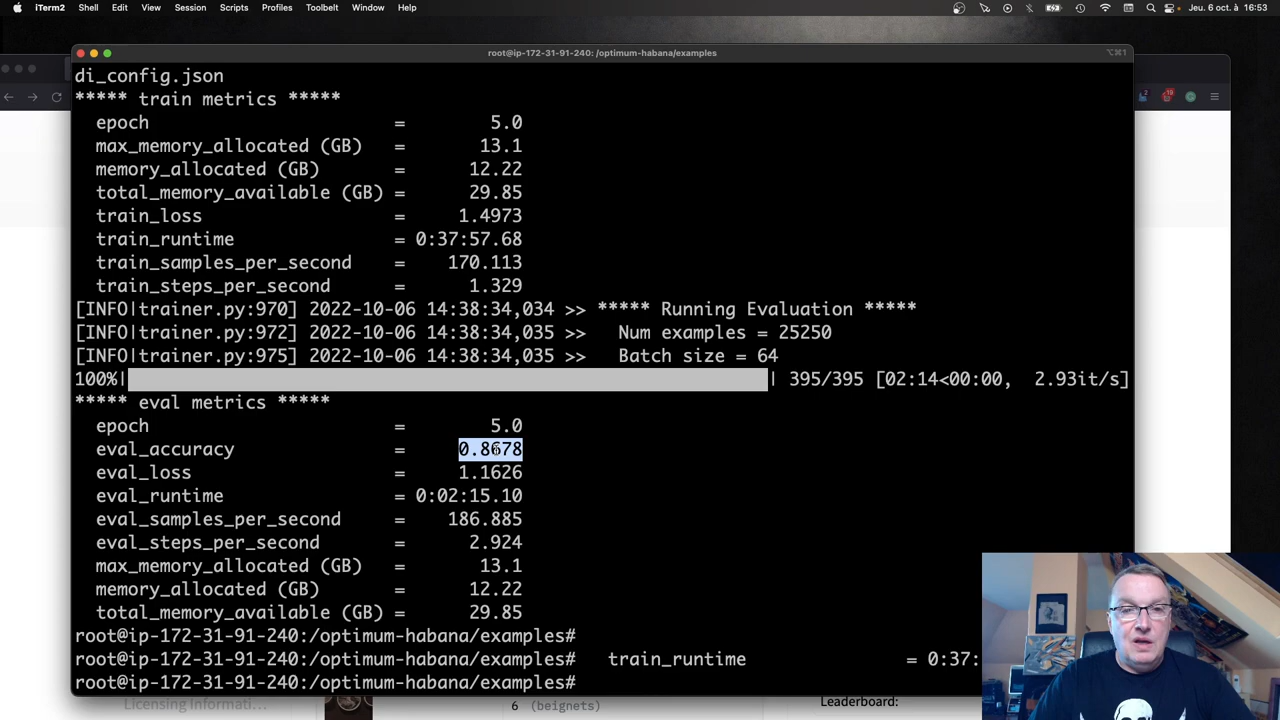 iTerm2 Shell Edit View Session Scripts Profiles Toolbelt Window Help Jeu. 6 oct. à 16:53
root@ip-172-31-91-240: /optimum-habana/examples ⌥⌘1
di_config.json
***** train metrics *****
epoch = 5.0
max_memory_allocated (GB) = 13.1
memory_allocated (GB) = 12.22
total_memory_available (GB) = 29.85
train_loss = 1.4973
train_runtime = 0:37:57.68
train_samples_per_second = 170.113
train_steps_per_second = 1.329
[INFO|trainer.py:970] 2022-10-06 14:38:34,034 >> ***** Running Evaluation *****
[INFO|trainer.py:972] 2022-10-06 14:38:34,035 >> Num examples = 25250
[INFO|trainer.py:975] 2022-10-06 14:38:34,035 >> Batch size = 64
100%| | 395/395 [02:14<00:00, 2.93it/s]
***** eval metrics *****
epoch = 5.0
eval_accuracy = 0.8678
eval_loss = 1.1626
eval_runtime = 0:02:15.10
eval_samples_per_second = 186.885
eval_steps_per_second = 2.924
max_memory_allocated (GB) = 13.1
memory_allocated (GB) = 12.22
total_memory_available (GB) = 29.85
root@ip-172-31-91-240:/optimum-habana/examples#
root@ip-172-31-91-240:/optimum-habana/examples# train_runtime = 0:37:
root@ip-172-31-91-240:/optimum-habana/examples#
Licensing Informati...
6 (beignets)
Leaderboard: